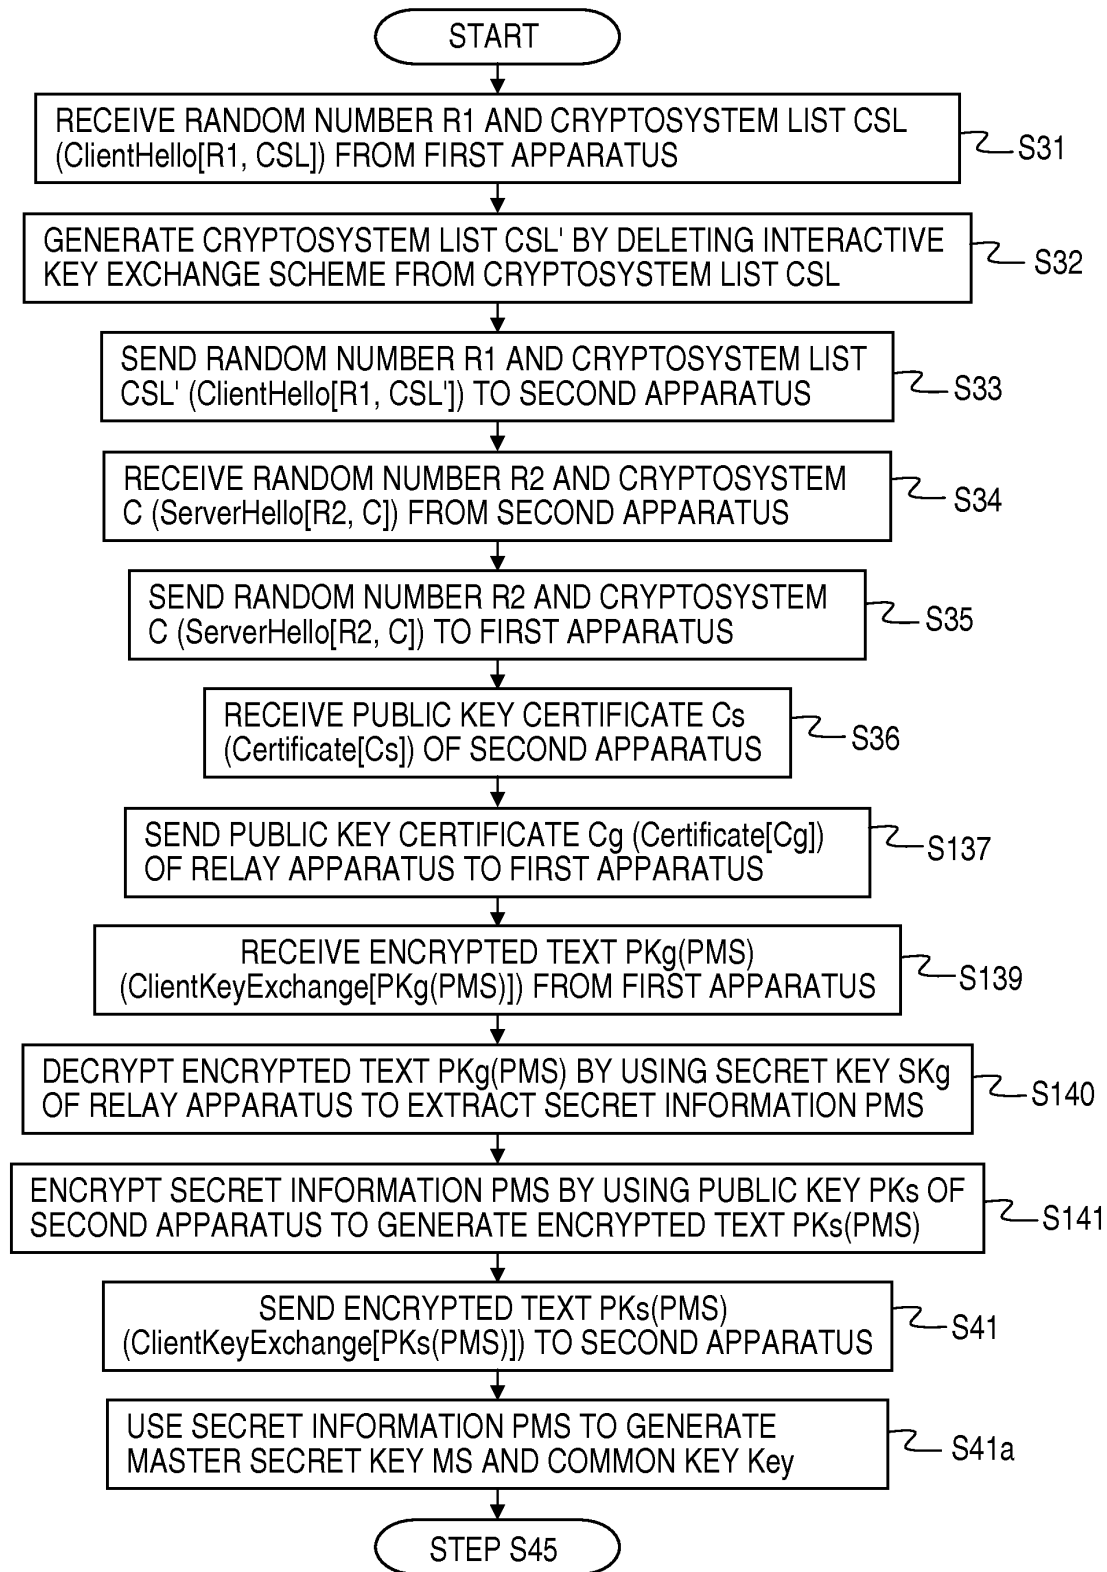 START
RECEIVE RANDOM NUMBER R1 AND CRYPTOSYSTEM LIST CSL
(ClientHello[R1, CSL]) FROM FIRST APPARATUS
S31
GENERATE CRYPTOSYSTEM LIST CSL' BY DELETING INTERACTIVE
KEY EXCHANGE SCHEME FROM CRYPTOSYSTEM LIST CSL
S32
SEND RANDOM NUMBER R1 AND CRYPTOSYSTEM LIST
CSL' (ClientHello[R1, CSL']) TO SECOND APPARATUS
S33
RECEIVE RANDOM NUMBER R2 AND CRYPTOSYSTEM
C (ServerHello[R2, C]) FROM SECOND APPARATUS
S34
SEND RANDOM NUMBER R2 AND CRYPTOSYSTEM
C (ServerHello[R2, C]) TO FIRST APPARATUS
S35
RECEIVE PUBLIC KEY CERTIFICATE Cs
(Certificate[Cs]) OF SECOND APPARATUS
S36
SEND PUBLIC KEY CERTIFICATE Cg (Certificate[Cg])
OF RELAY APPARATUS TO FIRST APPARATUS
S137
RECEIVE ENCRYPTED TEXT PKg(PMS)
(ClientKeyExchange[PKg(PMS)]) FROM FIRST APPARATUS
S139
DECRYPT ENCRYPTED TEXT PKg(PMS) BY USING SECRET KEY SKg
OF RELAY APPARATUS TO EXTRACT SECRET INFORMATION PMS
S140
ENCRYPT SECRET INFORMATION PMS BY USING PUBLIC KEY PKs OF
SECOND APPARATUS TO GENERATE ENCRYPTED TEXT PKs(PMS)
S141
SEND ENCRYPTED TEXT PKs(PMS)
(ClientKeyExchange[PKs(PMS)]) TO SECOND APPARATUS
S41
USE SECRET INFORMATION PMS TO GENERATE
MASTER SECRET KEY MS AND COMMON KEY Key
S41a
STEP S45